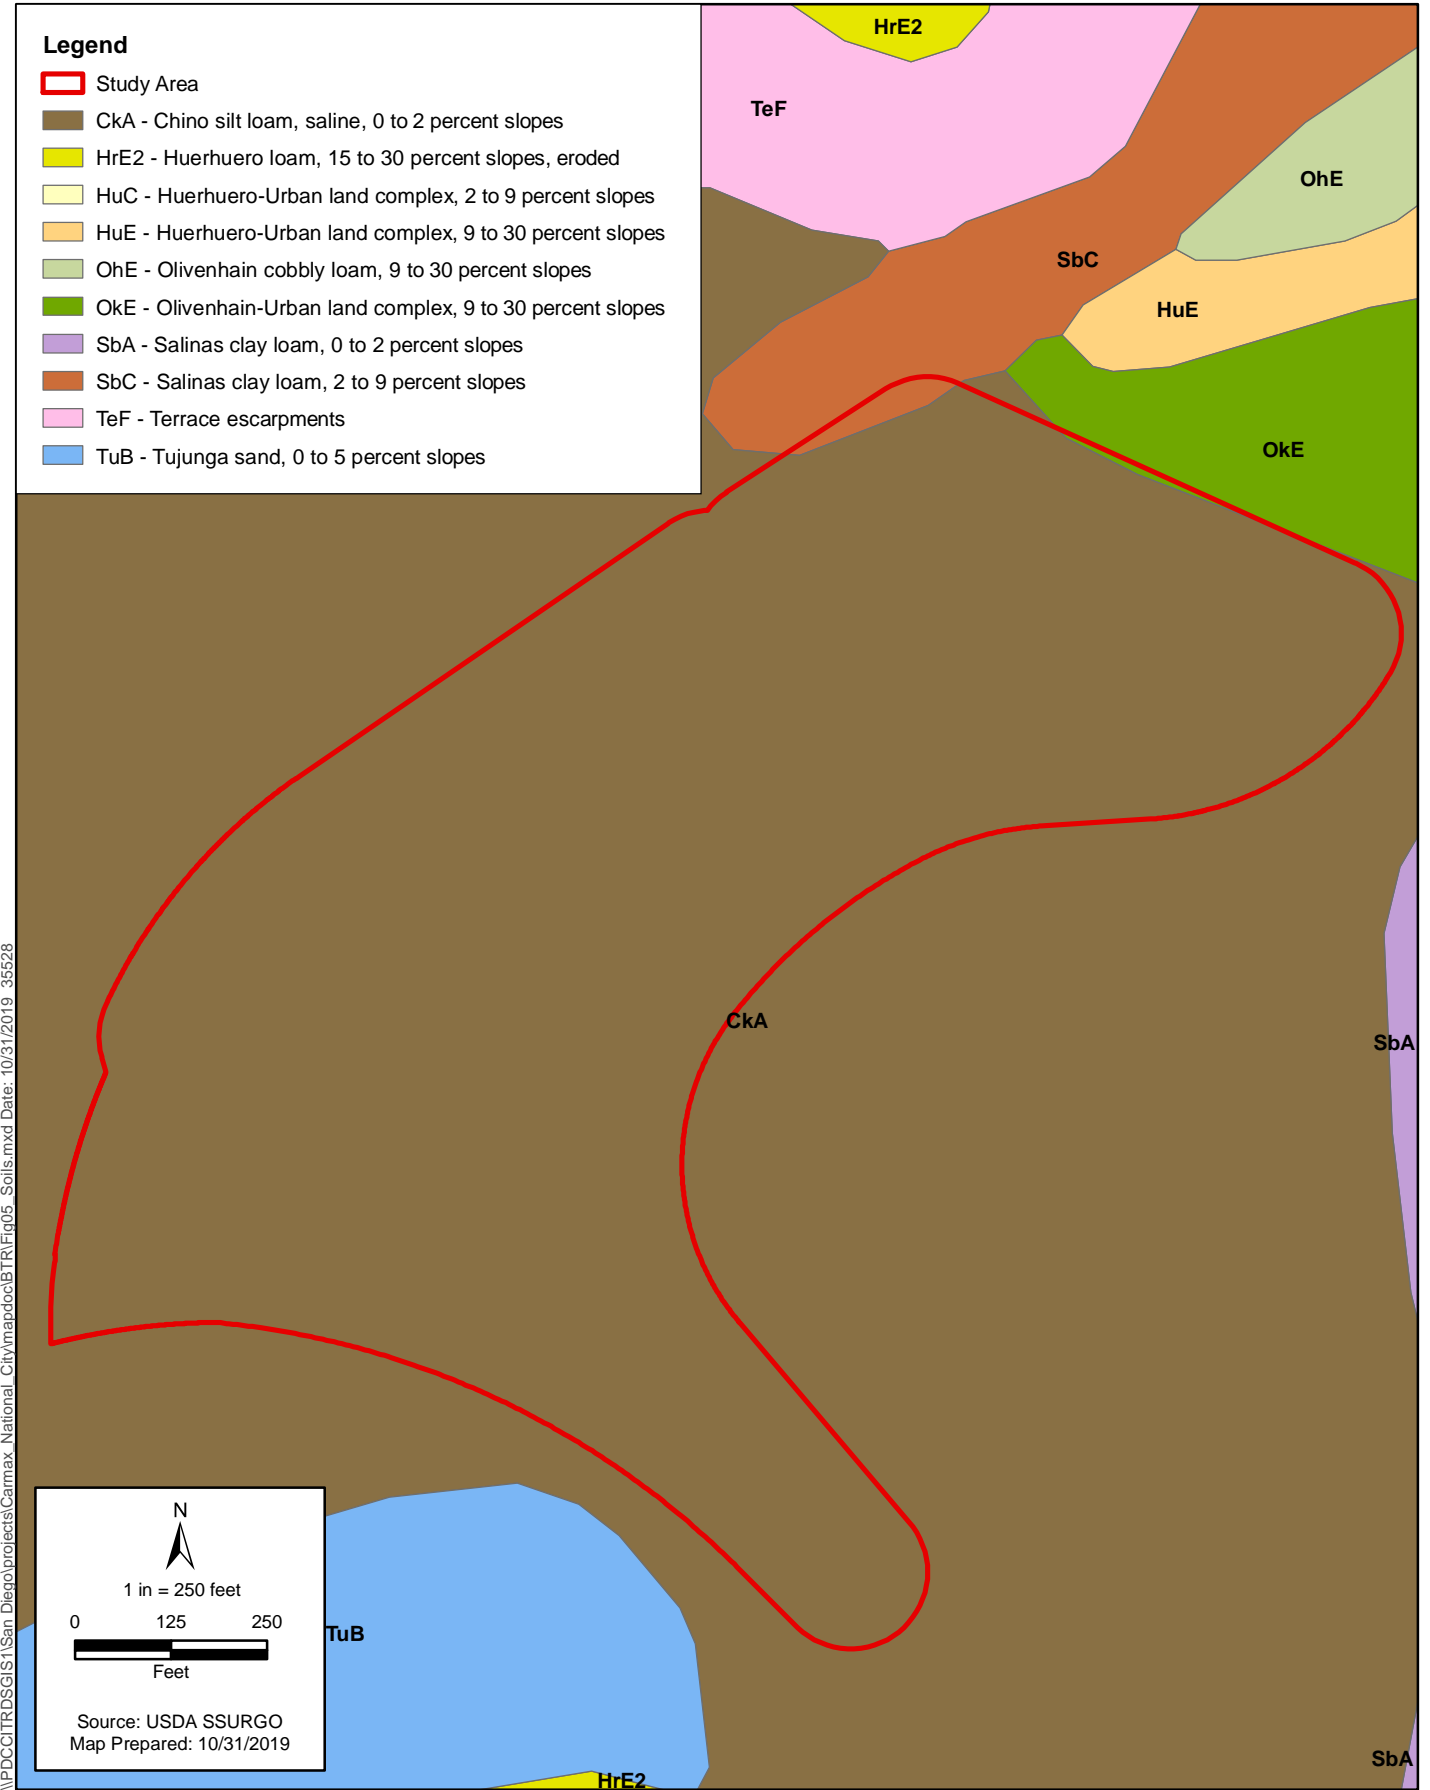 Legend
Study Area
CkA - Chino silt loam, saline, 0 to 2 percent slopes
HrE2 - Huerhuero loam, 15 to 30 percent slopes, eroded
HuC - Huerhuero-Urban land complex, 2 to 9 percent slopes
HuE - Huerhuero-Urban land complex, 9 to 30 percent slopes
OhE - Olivenhain cobbly loam, 9 to 30 percent slopes
OkE - Olivenhain-Urban land complex, 9 to 30 percent slopes
SbA - Salinas clay loam, 0 to 2 percent slopes
SbC - Salinas clay loam, 2 to 9 percent slopes
TeF - Terrace escarpments
TuB - Tujunga sand, 0 to 5 percent slopes
HrE2
TeF
OhE
SbC
HuE
OkE
CkA
SbA
TuB
SbA
HrE2
N
1 in = 250 feet
0 125 250
Feet
Source: USDA SSURGO
Map Prepared: 10/31/2019
\\PDCCITRDSGIS1\San Diego\projects\Carmax_National_City\mapdoc\BTR\Fig05_Soils.mxd Date: 10/31/2019 35528